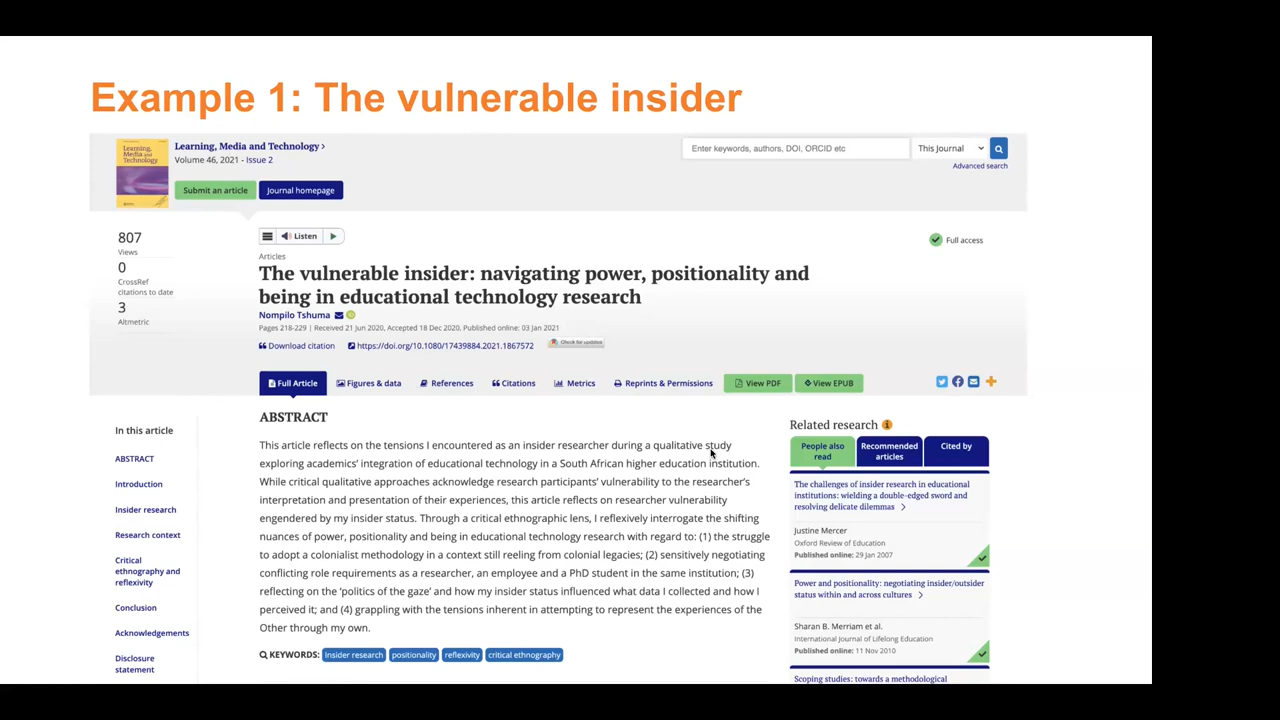 Example 1: The vulnerable insider
Learning,
Media and
Technology
Learning, Media and Technology ›
Volume 46, 2021 - Issue 2
Submit an article
Journal homepage
Enter keywords, authors, DOI, ORCID etc
This Journal
Advanced search
807
Views
0
CrossRef
citations to date
3
Altmetric
Listen
Full access
Articles
The vulnerable insider: navigating power, positionality and
being in educational technology research
Nompilo Tshuma
Pages 218-229 | Received 21 Jun 2020, Accepted 18 Dec 2020, Published online: 03 Jan 2021
Download citation
https://doi.org/10.1080/17439884.2021.1867572
Check for updates
Full Article
Figures & data
References
Citations
Metrics
Reprints & Permissions
View PDF
View EPUB
In this article
ABSTRACT
Introduction
Insider research
Research context
Critical
ethnography and
reflexivity
Conclusion
Acknowledgements
Disclosure
statement
ABSTRACT
This article reflects on the tensions I encountered as an insider researcher during a qualitative study
exploring academics’ integration of educational technology in a South African higher education institution.
While critical qualitative approaches acknowledge research participants’ vulnerability to the researcher’s
interpretation and presentation of their experiences, this article reflects on researcher vulnerability
engendered by my insider status. Through a critical ethnographic lens, I reflexively interrogate the shifting
nuances of power, positionality and being in educational technology research with regard to: (1) the struggle
to adopt a colonialist methodology in a context still reeling from colonial legacies; (2) sensitively negotiating
conflicting role requirements as a researcher, an employee and a PhD student in the same institution; (3)
reflecting on the ‘politics of the gaze’ and how my insider status influenced what data I collected and how I
perceived it; and (4) grappling with the tensions inherent in attempting to represent the experiences of the
Other through my own.
KEYWORDS: Insider research positionality reflexivity critical ethnography
Related research
People also
read
Recommended
articles
Cited by
The challenges of insider research in educational
institutions: wielding a double-edged sword and
resolving delicate dilemmas ›
Justine Mercer
Oxford Review of Education
Published online: 29 Jan 2007
Power and positionality: negotiating insider/outsider
status within and across cultures ›
Sharan B. Merriam et al.
International Journal of Lifelong Education
Published online: 11 Nov 2010
Scoping studies: towards a methodological